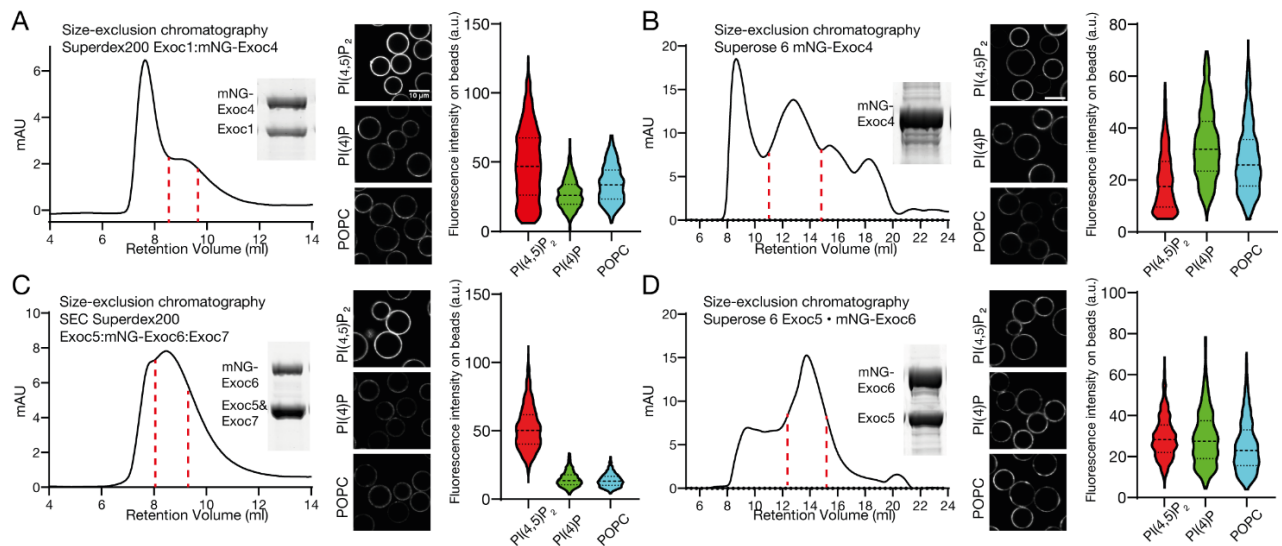 A
Size-exclusion chromatography
Superdex200 Exoc1:mNG-Exoc4
6
4
2
0
mAU
4 6 8 10 12 14
Retention Volume (ml)
mNG-
Exoc4
Exoc1
PI(4,5)P₂
10 µm
PI(4)P
POPC
Fluorescence intensity on beads (a.u.)
150
100
50
0
PI(4,5)P₂
PI(4)P
POPC
B
Size-exclusion chromatography
Superose 6 mNG-Exoc4
20
15
10
5
0
mAU
6 8 10 12 14 16 18 20 22 24
Retention Volume (ml)
mNG-
Exoc4
PI(4,5)P₂
PI(4)P
POPC
Fluorescence intensity on beads (a.u.)
80
60
40
20
0
PI(4,5)P₂
PI(4)P
POPC
C
Size-exclusion chromatography
SEC Superdex200
Exoc5:mNG-Exoc6:Exoc7
8
6
4
2
0
mAU
4 6 8 10 12 14
Retention Volume (ml)
mNG-
Exoc6
Exoc5&
Exoc7
PI(4,5)P₂
PI(4)P
POPC
Fluorescence intensity on beads (a.u.)
150
100
50
0
PI(4,5)P₂
PI(4)P
POPC
D
Size-exclusion chromatography
Superose 6 Exoc5 • mNG-Exoc6
20
15
10
5
0
mAU
6 8 10 12 14 16 18 20 22 24
Retention Volume (ml)
mNG-
Exoc6
Exoc5
PI(4,5)P₂
PI(4)P
POPC
Fluorescence intensity on beads (a.u.)
100
80
60
40
20
0
PI(4,5)P₂
PI(4)P
POPC